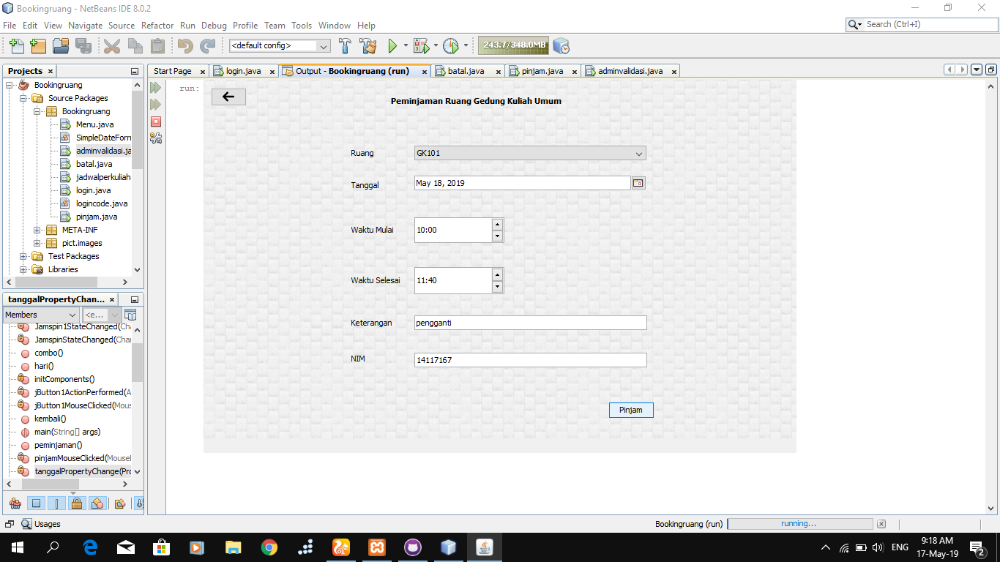 Bookingruang - NetBeans IDE 8.0.2
File Edit View Navigate Source Refactor Run Debug Profile Team Tools Window Help
Search (Ctrl+I)
<default config>
243.7/348.0MB
Projects
Start Page
login.java
Output - Bookingruang (run)
batal.java
pinjam.java
adminvalidasi.java
Bookingruang
Source Packages
Bookingruang
Menu.java
SimpleDateForm
adminvalidasi.ja
batal.java
jadwalperkuliah
login.java
logincode.java
pinjam.java
META-INF
pict.images
Test Packages
Libraries
run:
Peminjaman Ruang Gedung Kuliah Umum
Ruang GK101
Tanggal May 18, 2019
Waktu Mulai 10:00
Waktu Selesai 11:40
Keterangan pengganti
NIM 14117167
Pinjam
tanggalPropertyChan...
Members
<e...
Jamspin1StateChanged(Cha
JamspinStateChanged(Chan
combo()
hari()
initComponents()
jButton1ActionPerformed(A
jButton1MouseClicked(Mous
kembali()
main(String[] args)
peminjaman()
pinjamMouseClicked(Mousel
tanggalPropertyChange(Pro
Usages
Bookingruang (run)
running...
ENG
9:18 AM
17-May-19
2